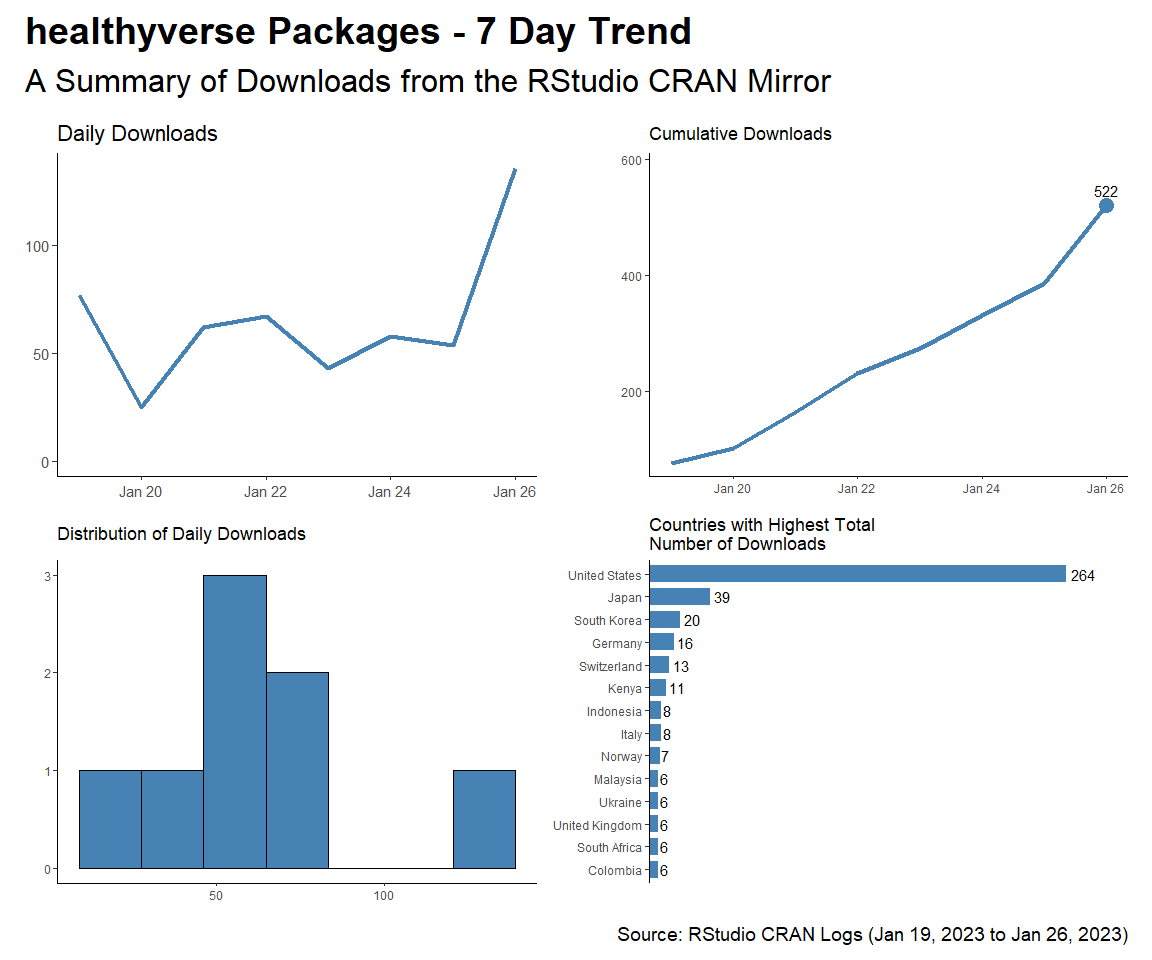 healthyverse Packages - 7 Day Trend
A Summary of Downloads from the RStudio CRAN Mirror
Daily Downloads
100
50
0
Jan 20 Jan 22 Jan 24 Jan 26
Cumulative Downloads
600
400
200
522
Jan 20 Jan 22 Jan 24 Jan 26
Distribution of Daily Downloads
3
2
1
0
50 100
Countries with Highest Total
Number of Downloads
United States 264
Japan 39
South Korea 20
Germany 16
Switzerland 13
Kenya 11
Indonesia 8
Italy 8
Norway 7
Malaysia 6
Ukraine 6
United Kingdom 6
South Africa 6
Colombia 6
Source: RStudio CRAN Logs (Jan 19, 2023 to Jan 26, 2023)